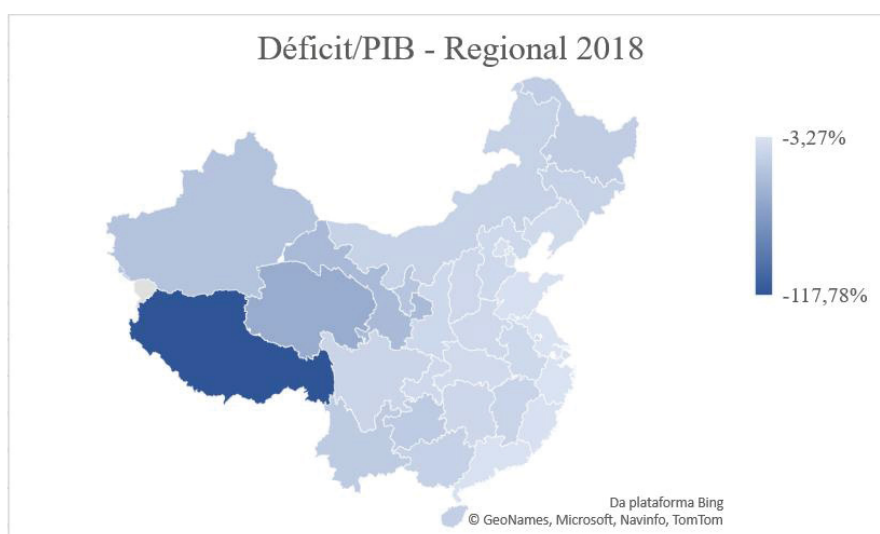 Déficit/PIB - Regional 2018
-3,27%
-117,78%
Da plataforma Bing
© GeoNames, Microsoft, Navinfo, TomTom